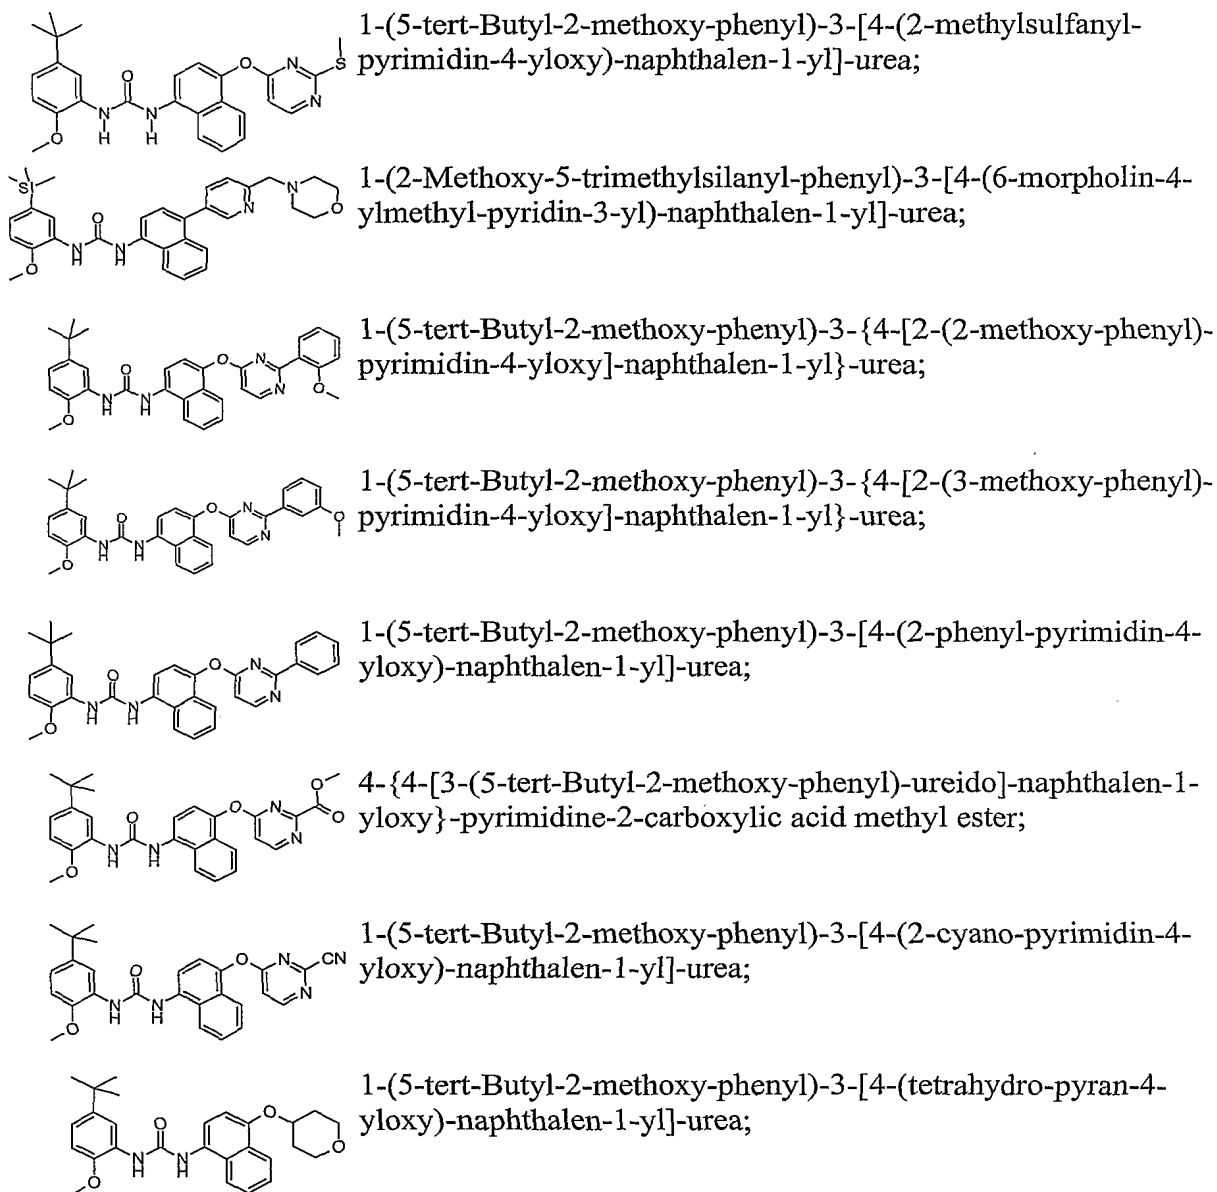 1-(5-tert-Butyl-2-methoxy-phenyl)-3-[4-(2-methylsulfanyl-
pyrimidin-4-yloxy)-naphthalen-1-yl]-urea;
1-(2-Methoxy-5-trimethylsilanyl-phenyl)-3-[4-(6-morpholin-4-
ylmethyl-pyridin-3-yl)-naphthalen-1-yl]-urea;
1-(5-tert-Butyl-2-methoxy-phenyl)-3-{4-[2-(2-methoxy-phenyl)-
pyrimidin-4-yloxy]-naphthalen-1-yl}-urea;
1-(5-tert-Butyl-2-methoxy-phenyl)-3-{4-[2-(3-methoxy-phenyl)-
pyrimidin-4-yloxy]-naphthalen-1-yl}-urea;
1-(5-tert-Butyl-2-methoxy-phenyl)-3-[4-(2-phenyl-pyrimidin-4-
yloxy)-naphthalen-1-yl]-urea;
4-{4-[3-(5-tert-Butyl-2-methoxy-phenyl)-ureido]-naphthalen-1-
yloxy}-pyrimidine-2-carboxylic acid methyl ester;
1-(5-tert-Butyl-2-methoxy-phenyl)-3-[4-(2-cyano-pyrimidin-4-
yloxy)-naphthalen-1-yl]-urea;
1-(5-tert-Butyl-2-methoxy-phenyl)-3-[4-(tetrahydro-pyran-4-
yloxy)-naphthalen-1-yl]-urea;